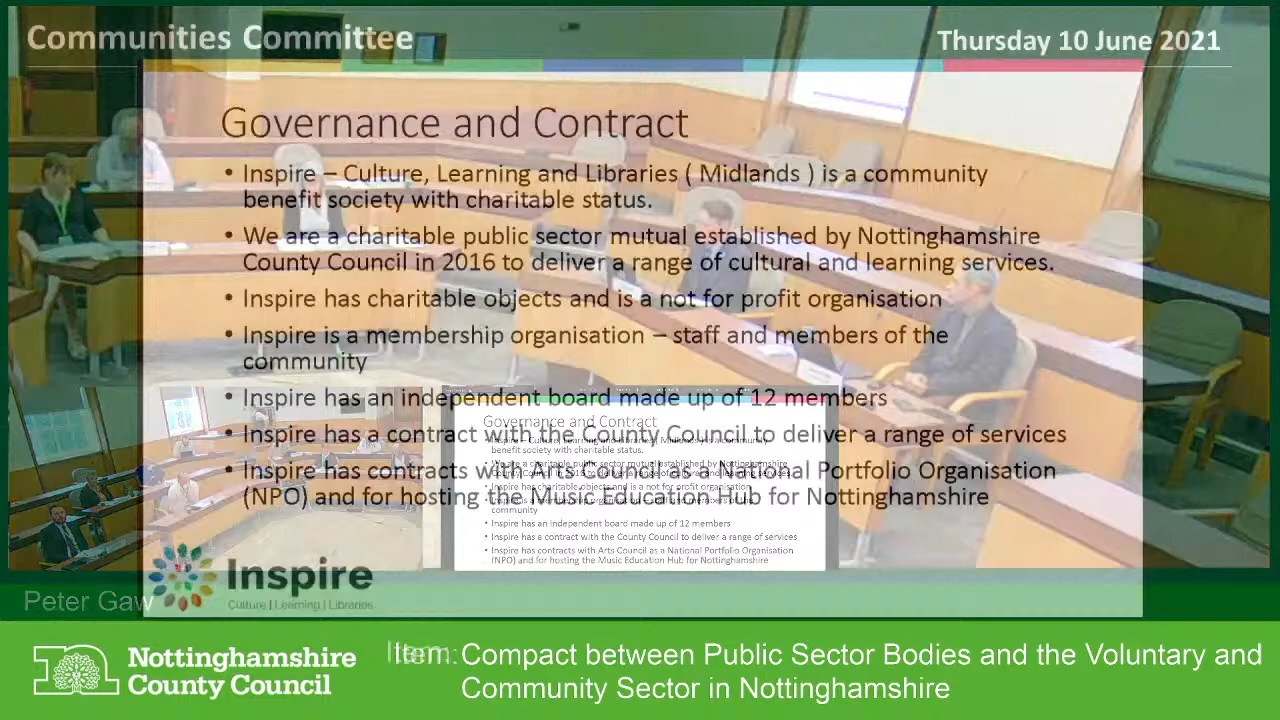 Communities Committee
Thursday 10 June 2021
Governance and Contract
• Inspire – Culture, Learning and Libraries ( Midlands ) is a community
benefit society with charitable status.
• We are a charitable public sector mutual established by Nottinghamshire
County Council in 2016 to deliver a range of cultural and learning services.
• Inspire has charitable objects and is a not for profit organisation
• Inspire is a membership organisation – staff and members of the
community
• Inspire has an independent board made up of 12 members
• Inspire has a contract with the County Council to deliver a range of services
• Inspire has contracts with Arts Council as a National Portfolio Organisation
(NPO) and for hosting the Music Education Hub for Nottinghamshire
Governance and Contract
benefit society with charitable status.
community
• Inspire has an independent board made up of 12 members
• Inspire has a contract with the County Council to deliver a range of services
• Inspire has contracts with Arts Council as a National Portfolio Organisation
(NPO) and for hosting the Music Education Hub for Nottinghamshire
Inspire
Culture | Learning | Libraries
Peter Gaw
Nottinghamshire
County Council
Item: Compact between Public Sector Bodies and the Voluntary and
Community Sector in Nottinghamshire